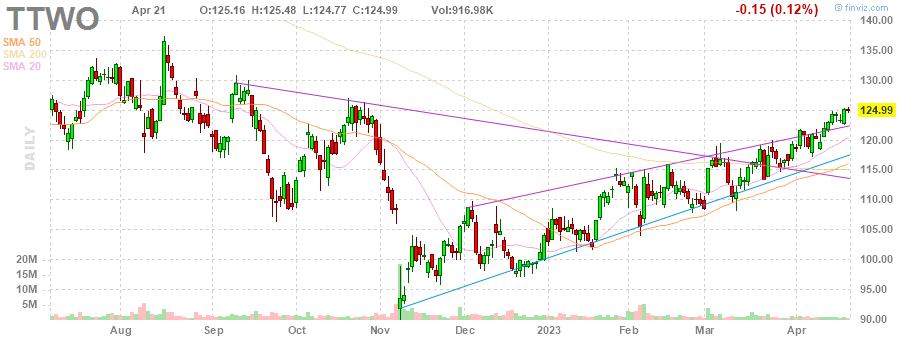 TTWO Apr 21 O:125.16 H:125.48 L:124.77 C:124.99 Vol:916.98K -0.15 (0.12%) © finviz.com
SMA 50
SMA 200
SMA 20
DAILY
140.00
135.00
130.00
124.99
120.00
115.00
110.00
105.00
100.00
95.00
90.00
20M
15M
10M
5M
Aug Sep Oct Nov Dec 2023 Feb Mar Apr